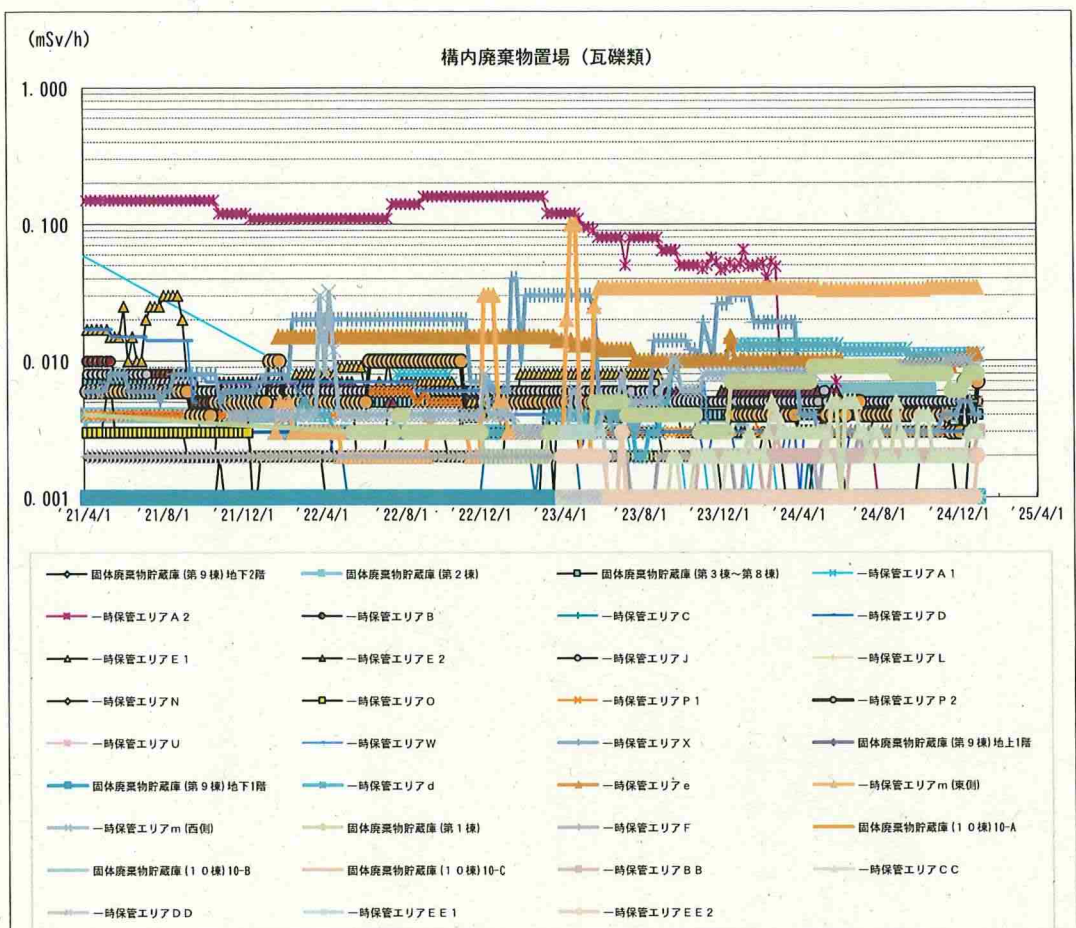 (mSv/h)
構内廃棄物置場（瓦礫類）
1.000
0.100
0.010
0.001
'21/4/1 '21/8/1 '21/12/1 '22/4/1 '22/8/1 '22/12/1 '23/4/1 '23/8/1 '23/12/1 '24/4/1 '24/8/1 '24/12/1 '25/4/1
固体廃棄物貯蔵庫(第９棟)地下2階 固体廃棄物貯蔵庫(第２棟) 固体廃棄物貯蔵庫(第３棟～第８棟) 一時保管エリアＡ１
一時保管エリアＡ２ 一時保管エリアＢ 一時保管エリアＣ 一時保管エリアＤ
一時保管エリアＥ１ 一時保管エリアＥ２ 一時保管エリアＪ 一時保管エリアＬ
一時保管エリアＮ 一時保管エリアＯ 一時保管エリアＰ１ 一時保管エリアＰ２
一時保管エリアＵ 一時保管エリアＷ 一時保管エリアＸ 固体廃棄物貯蔵庫(第９棟)地上1階
固体廃棄物貯蔵庫(第９棟)地下1階 一時保管エリアｄ 一時保管エリアｅ 一時保管エリアｍ(東側)
一時保管エリアｍ(西側) 固体廃棄物貯蔵庫(第１棟) 一時保管エリアＦ 固体廃棄物貯蔵庫(１０棟)10-A
固体廃棄物貯蔵庫(１０棟)10-B 固体廃棄物貯蔵庫(１０棟)10-C 一時保管エリアＢＢ 一時保管エリアＣＣ
一時保管エリアＤＤ 一時保管エリアＥＥ１ 一時保管エリアＥＥ２